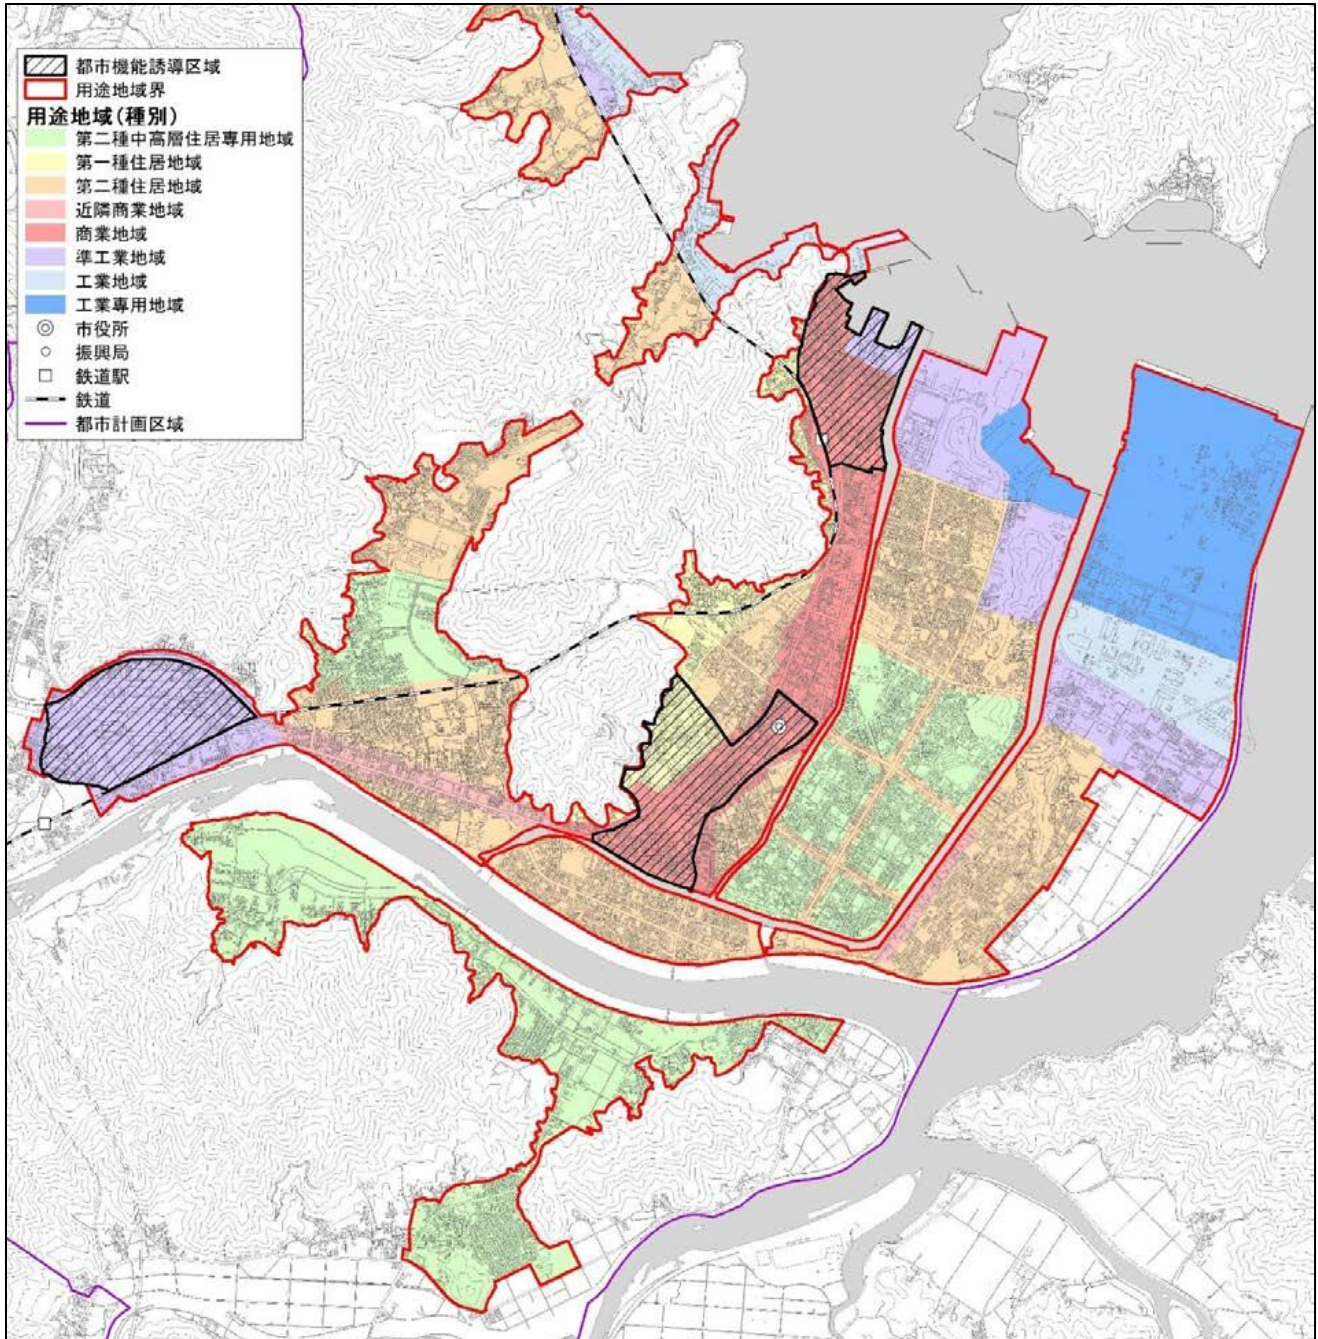 都市機能誘導区域
用途地域界
用途地域(種別)
第二種中高層住居専用地域
第一種住居地域
第二種住居地域
近隣商業地域
商業地域
準工業地域
工業地域
工業専用地域
市役所
振興局
鉄道駅
鉄道
都市計画区域